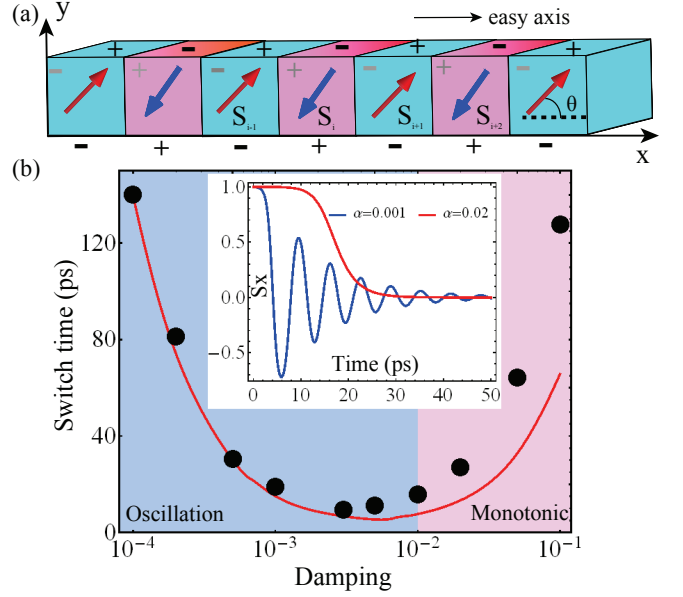 (a)
y
easy axis
+ - + - + - +
- + - + - + -
S_{i-1} S_i S_{i+1} S_{i+2} θ
- + - + - + -
x
(b)
Switch time (ps)
120
80
40
0
1.0
0.5
0.0
-0.5
Sx
α=0.001 α=0.02
Time (ps)
0 10 20 30 40 50
Oscillation
Monotonic
10^{-4} 10^{-3} 10^{-2} 10^{-1}
Damping